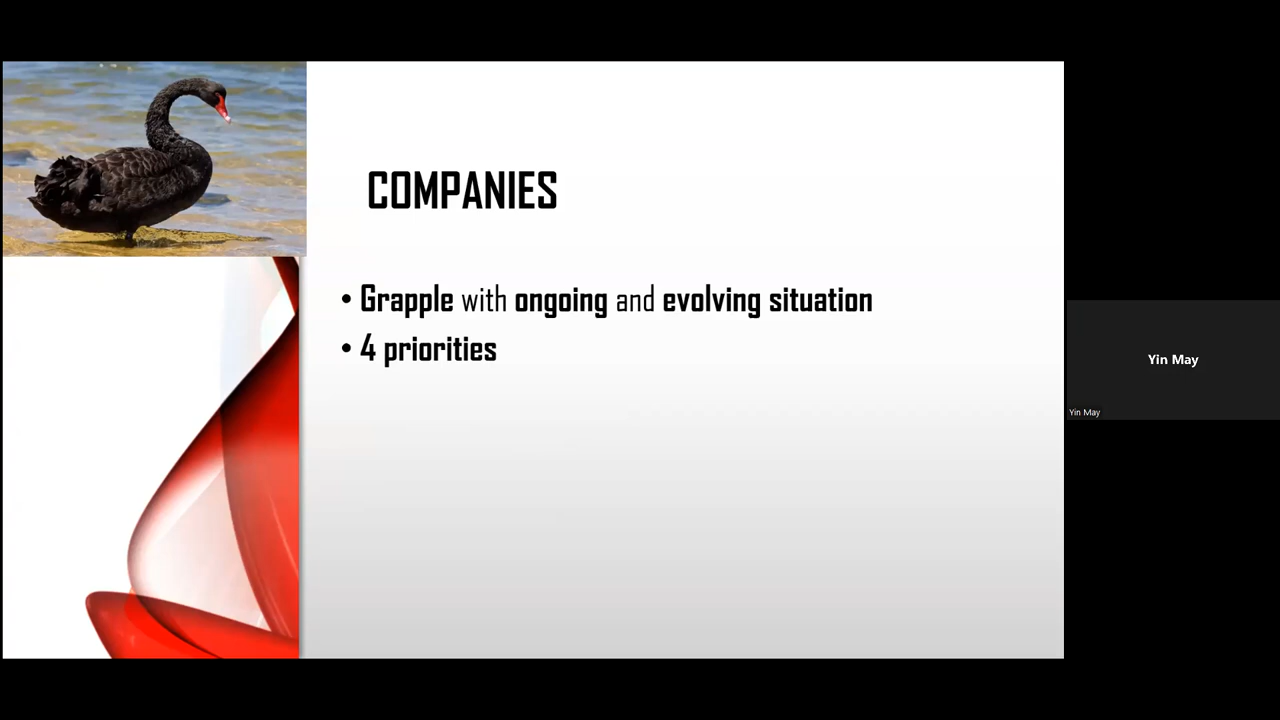 COMPANIES
• Grapple with ongoing and evolving situation
• 4 priorities
Yin May
Yin May